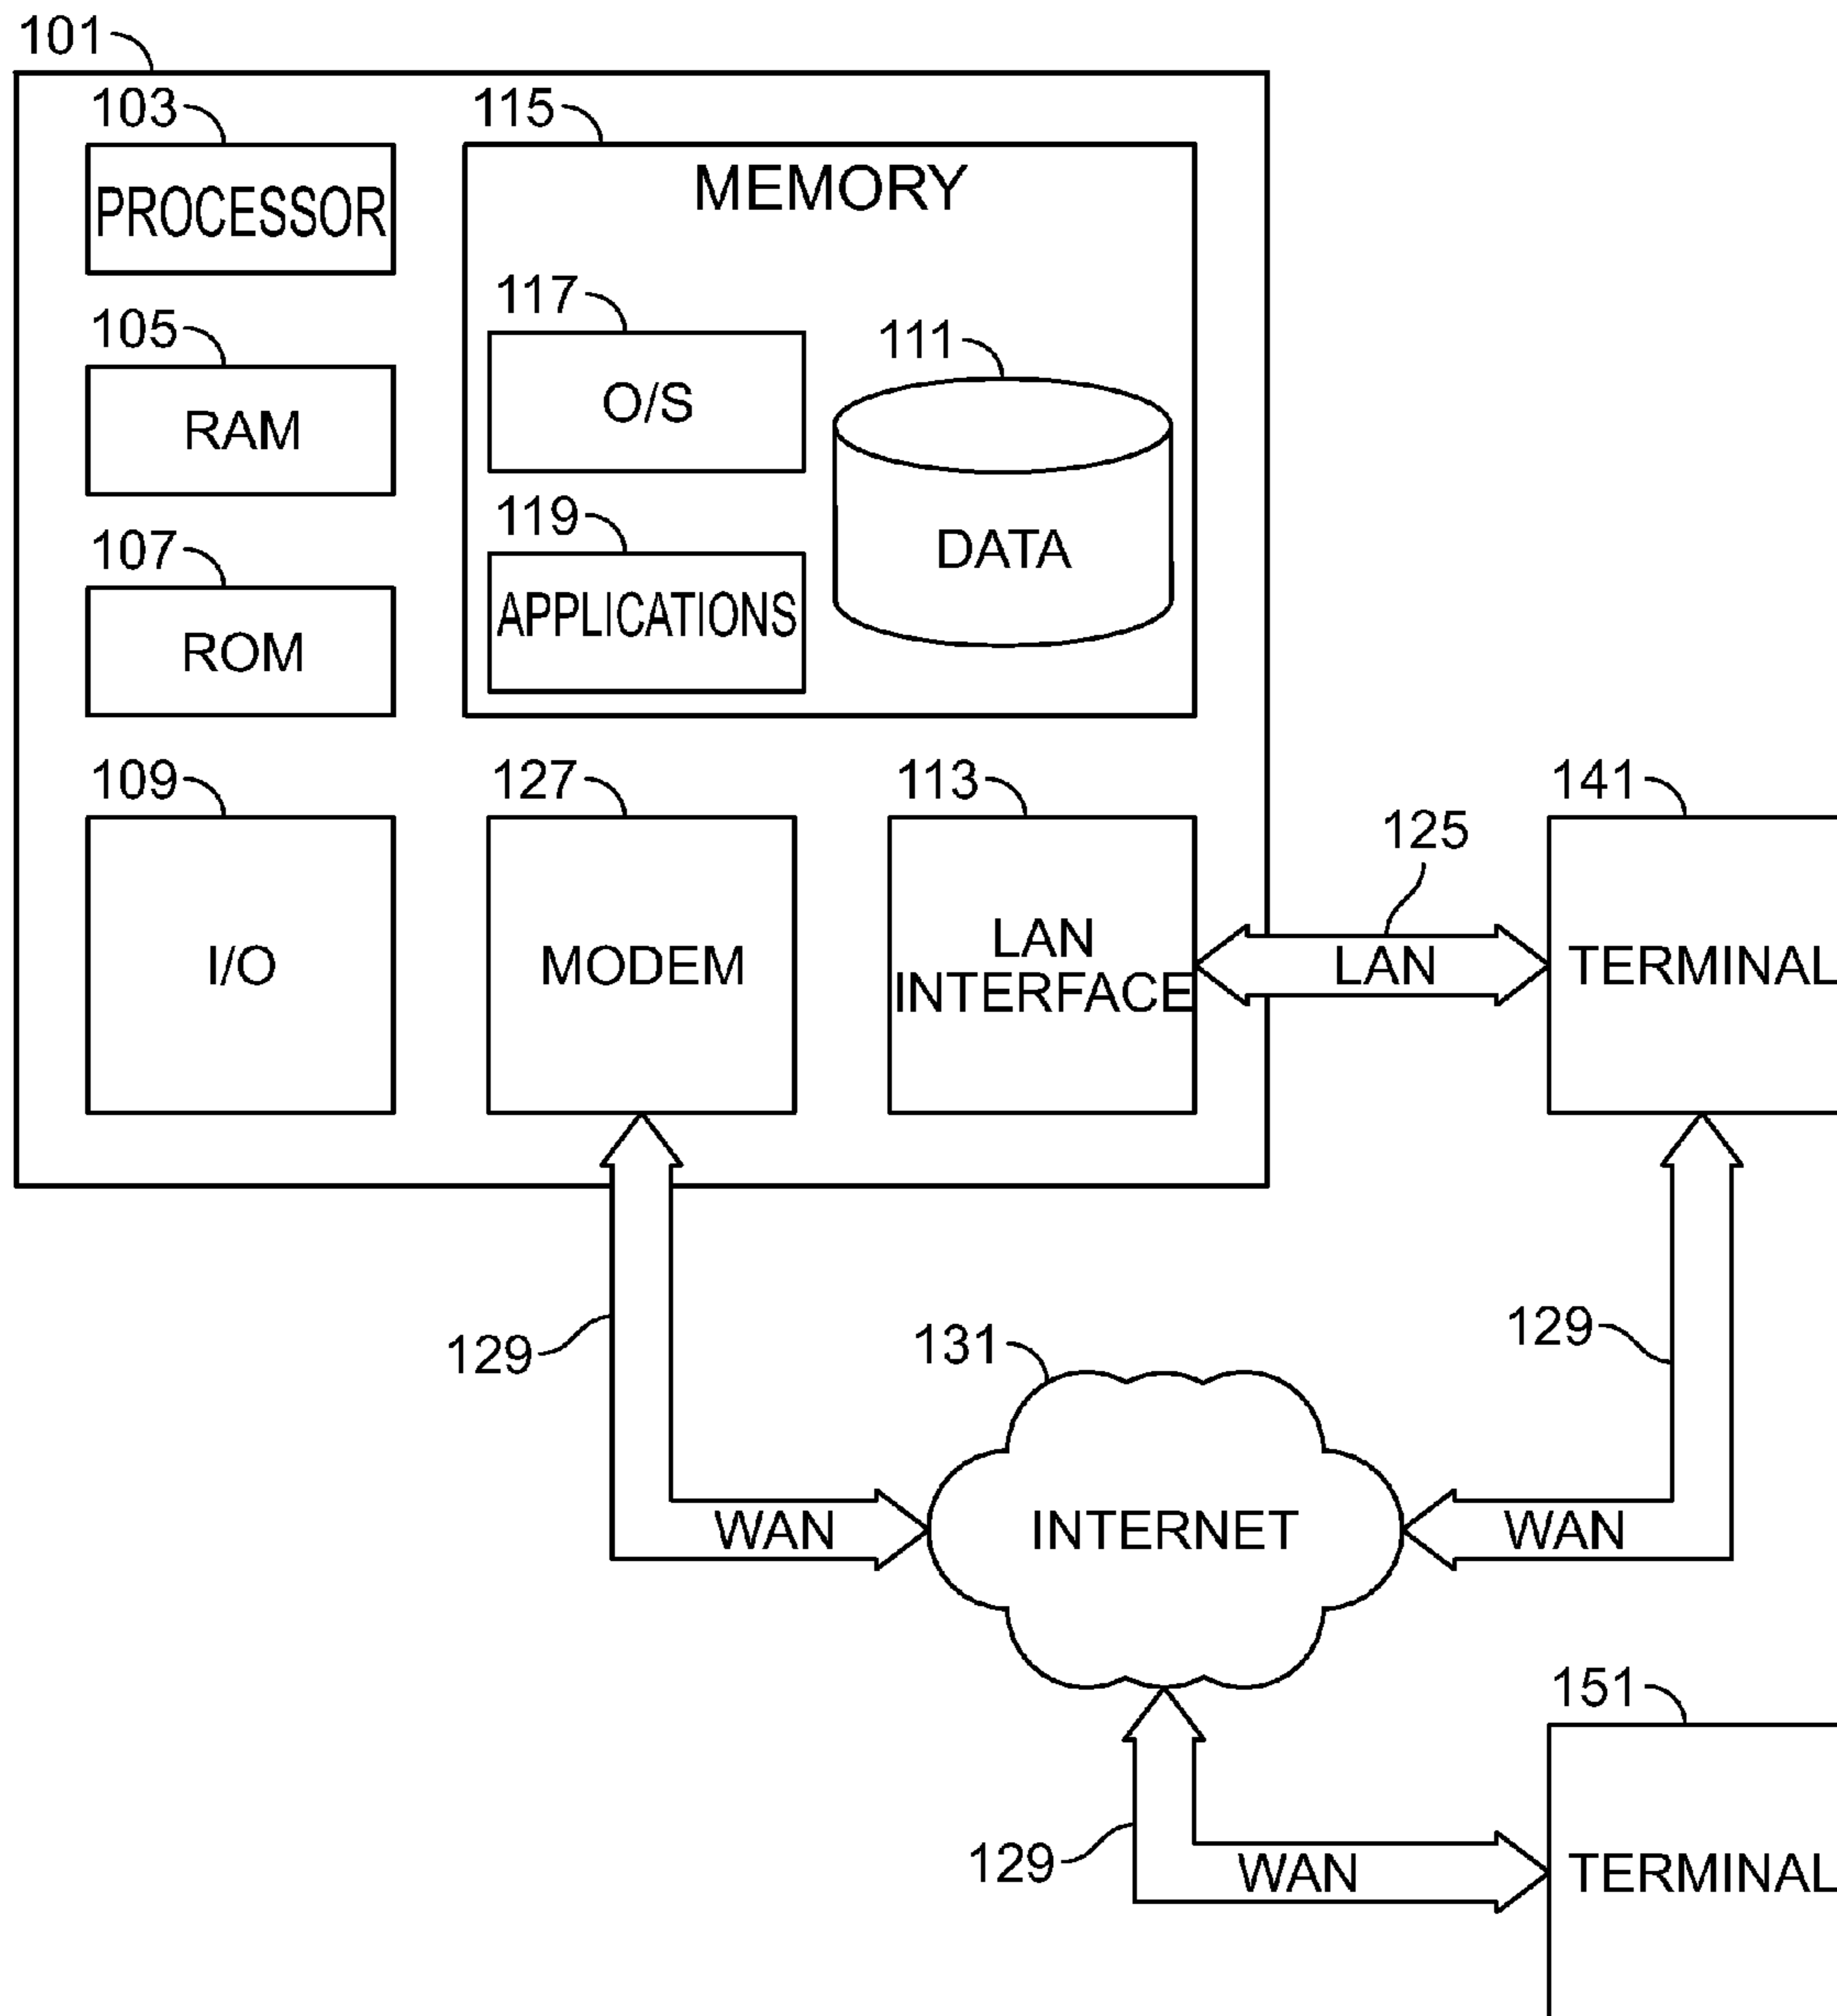 101
103
115
PROCESSOR
MEMORY
105
117
111
RAM
O/S
107
119
DATA
ROM
APPLICATIONS
109
127
113
141
125
I/O
MODEM
LAN
INTERFACE
LAN
TERMINAL
129
131
129
WAN
INTERNET
WAN
151
129
WAN
TERMINAL